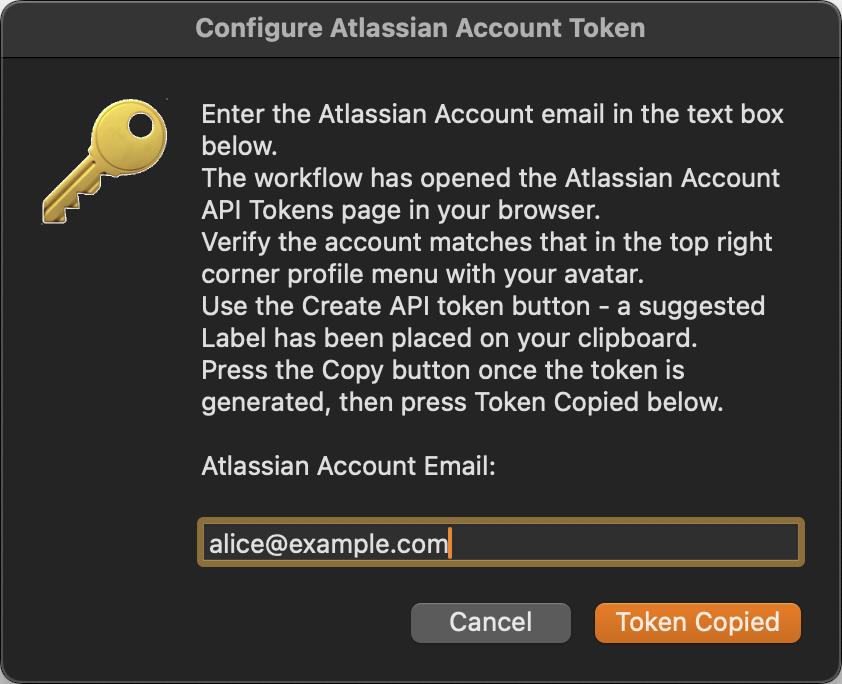 Configure Atlassian Account Token
Enter the Atlassian Account email in the text box
below.
The workflow has opened the Atlassian Account
API Tokens page in your browser.
Verify the account matches that in the top right
corner profile menu with your avatar.
Use the Create API token button - a suggested
Label has been placed on your clipboard.
Press the Copy button once the token is
generated, then press Token Copied below.
Atlassian Account Email:
alice@example.com
Cancel
Token Copied